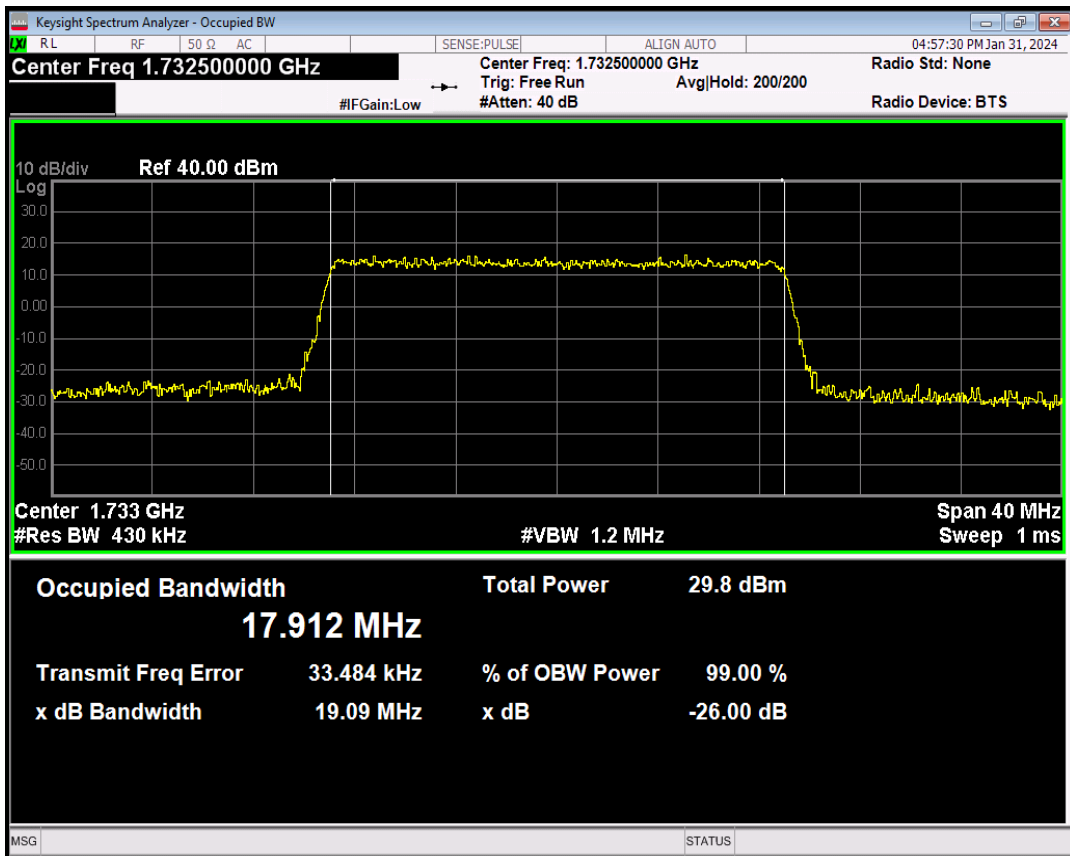 Keysight Spectrum Analyzer - Occupied BW
LXI RL RF 50 Ω AC SENSE:PULSE ALIGN AUTO 04:57:30 PM Jan 31, 2024
Center Freq 1.732500000 GHz Center Freq: 1.732500000 GHz Radio Std: None
Trig: Free Run Avg|Hold: 200/200
#IFGain:Low #Atten: 40 dB Radio Device: BTS
10 dB/div Ref 40.00 dBm
Log
30.0
20.0
10.0
0.00
-10.0
-20.0
-30.0
-40.0
-50.0
Center 1.733 GHz Span 40 MHz
#Res BW 430 kHz #VBW 1.2 MHz Sweep 1 ms
Occupied Bandwidth Total Power 29.8 dBm
17.912 MHz
Transmit Freq Error 33.484 kHz % of OBW Power 99.00 %
x dB Bandwidth 19.09 MHz x dB -26.00 dB
MSG STATUS